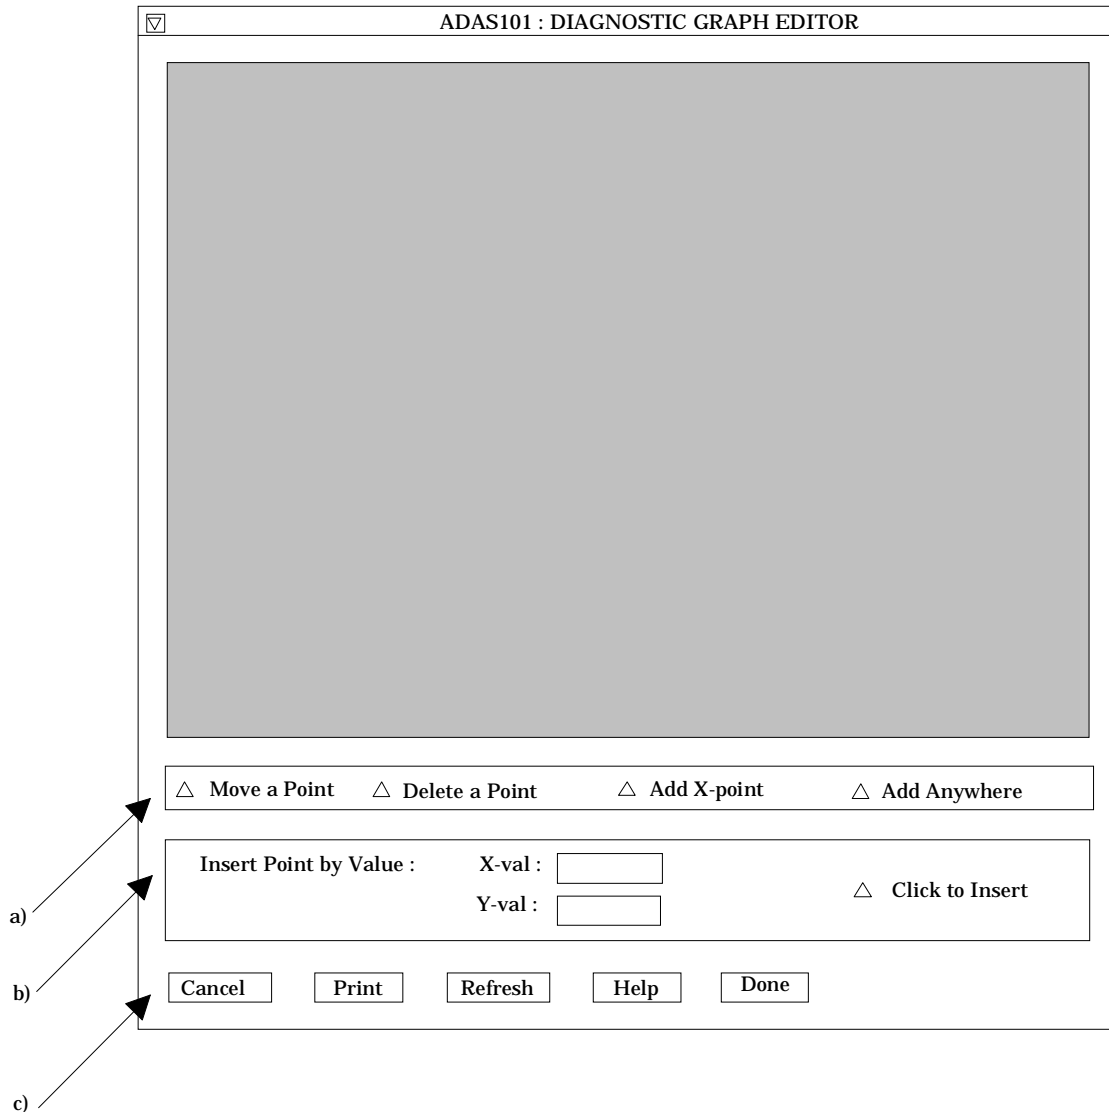 ADAS101 : DIAGNOSTIC GRAPH EDITOR
Move a Point
Delete a Point
Add X-point
Add Anywhere
Insert Point by Value :
X-val :
Y-val :
Click to Insert
a)
b)
Cancel
Print
Refresh
Help
Done
c)